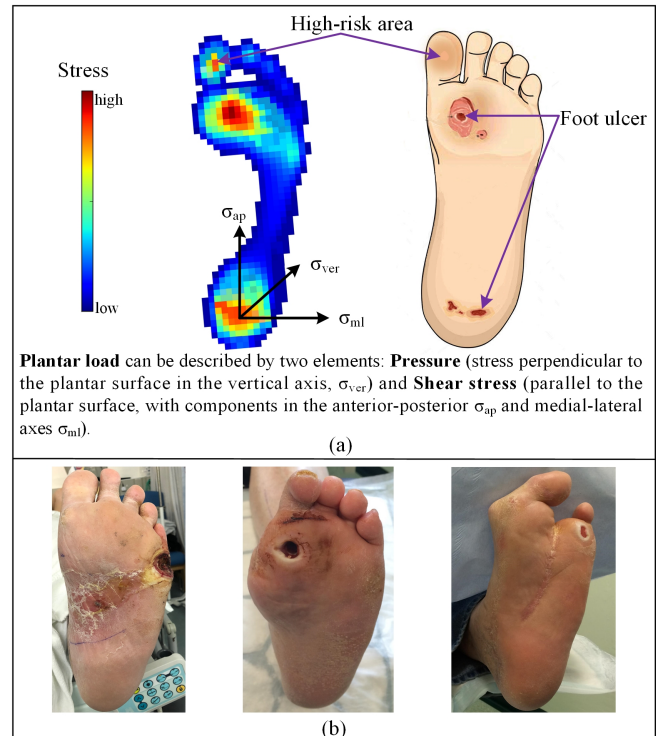 High-risk area
Stress
high
low
Foot ulcer
σap
σver
σml
Plantar load can be described by two elements: Pressure (stress perpendicular to
the plantar surface in the vertical axis, σver) and Shear stress (parallel to the
plantar surface, with components in the anterior-posterior σap and medial-lateral
axes σml).
(a)
(b)